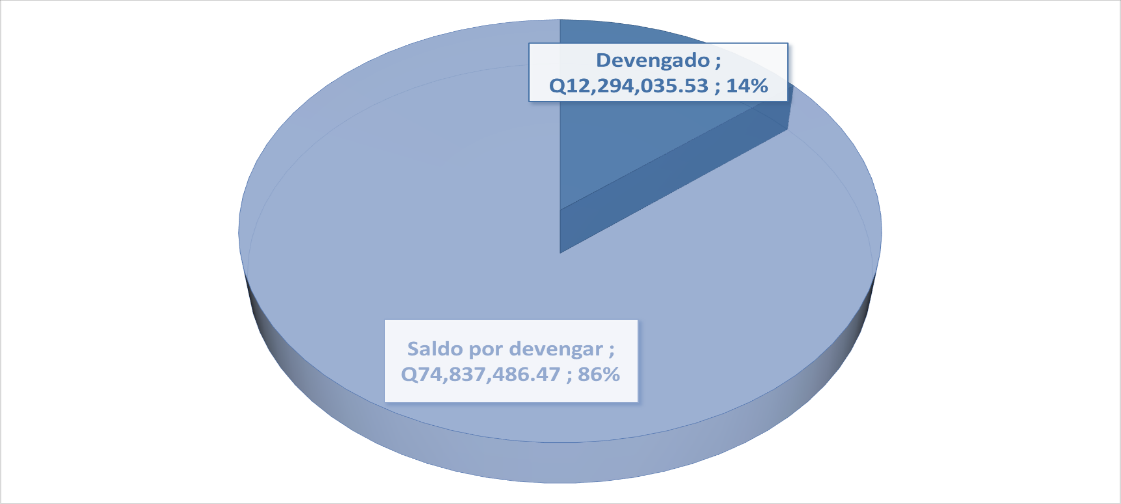 Devengado ;
Q12,294,035.53 ; 14%
Saldo por devengar ;
Q74,837,486.47 ; 86%